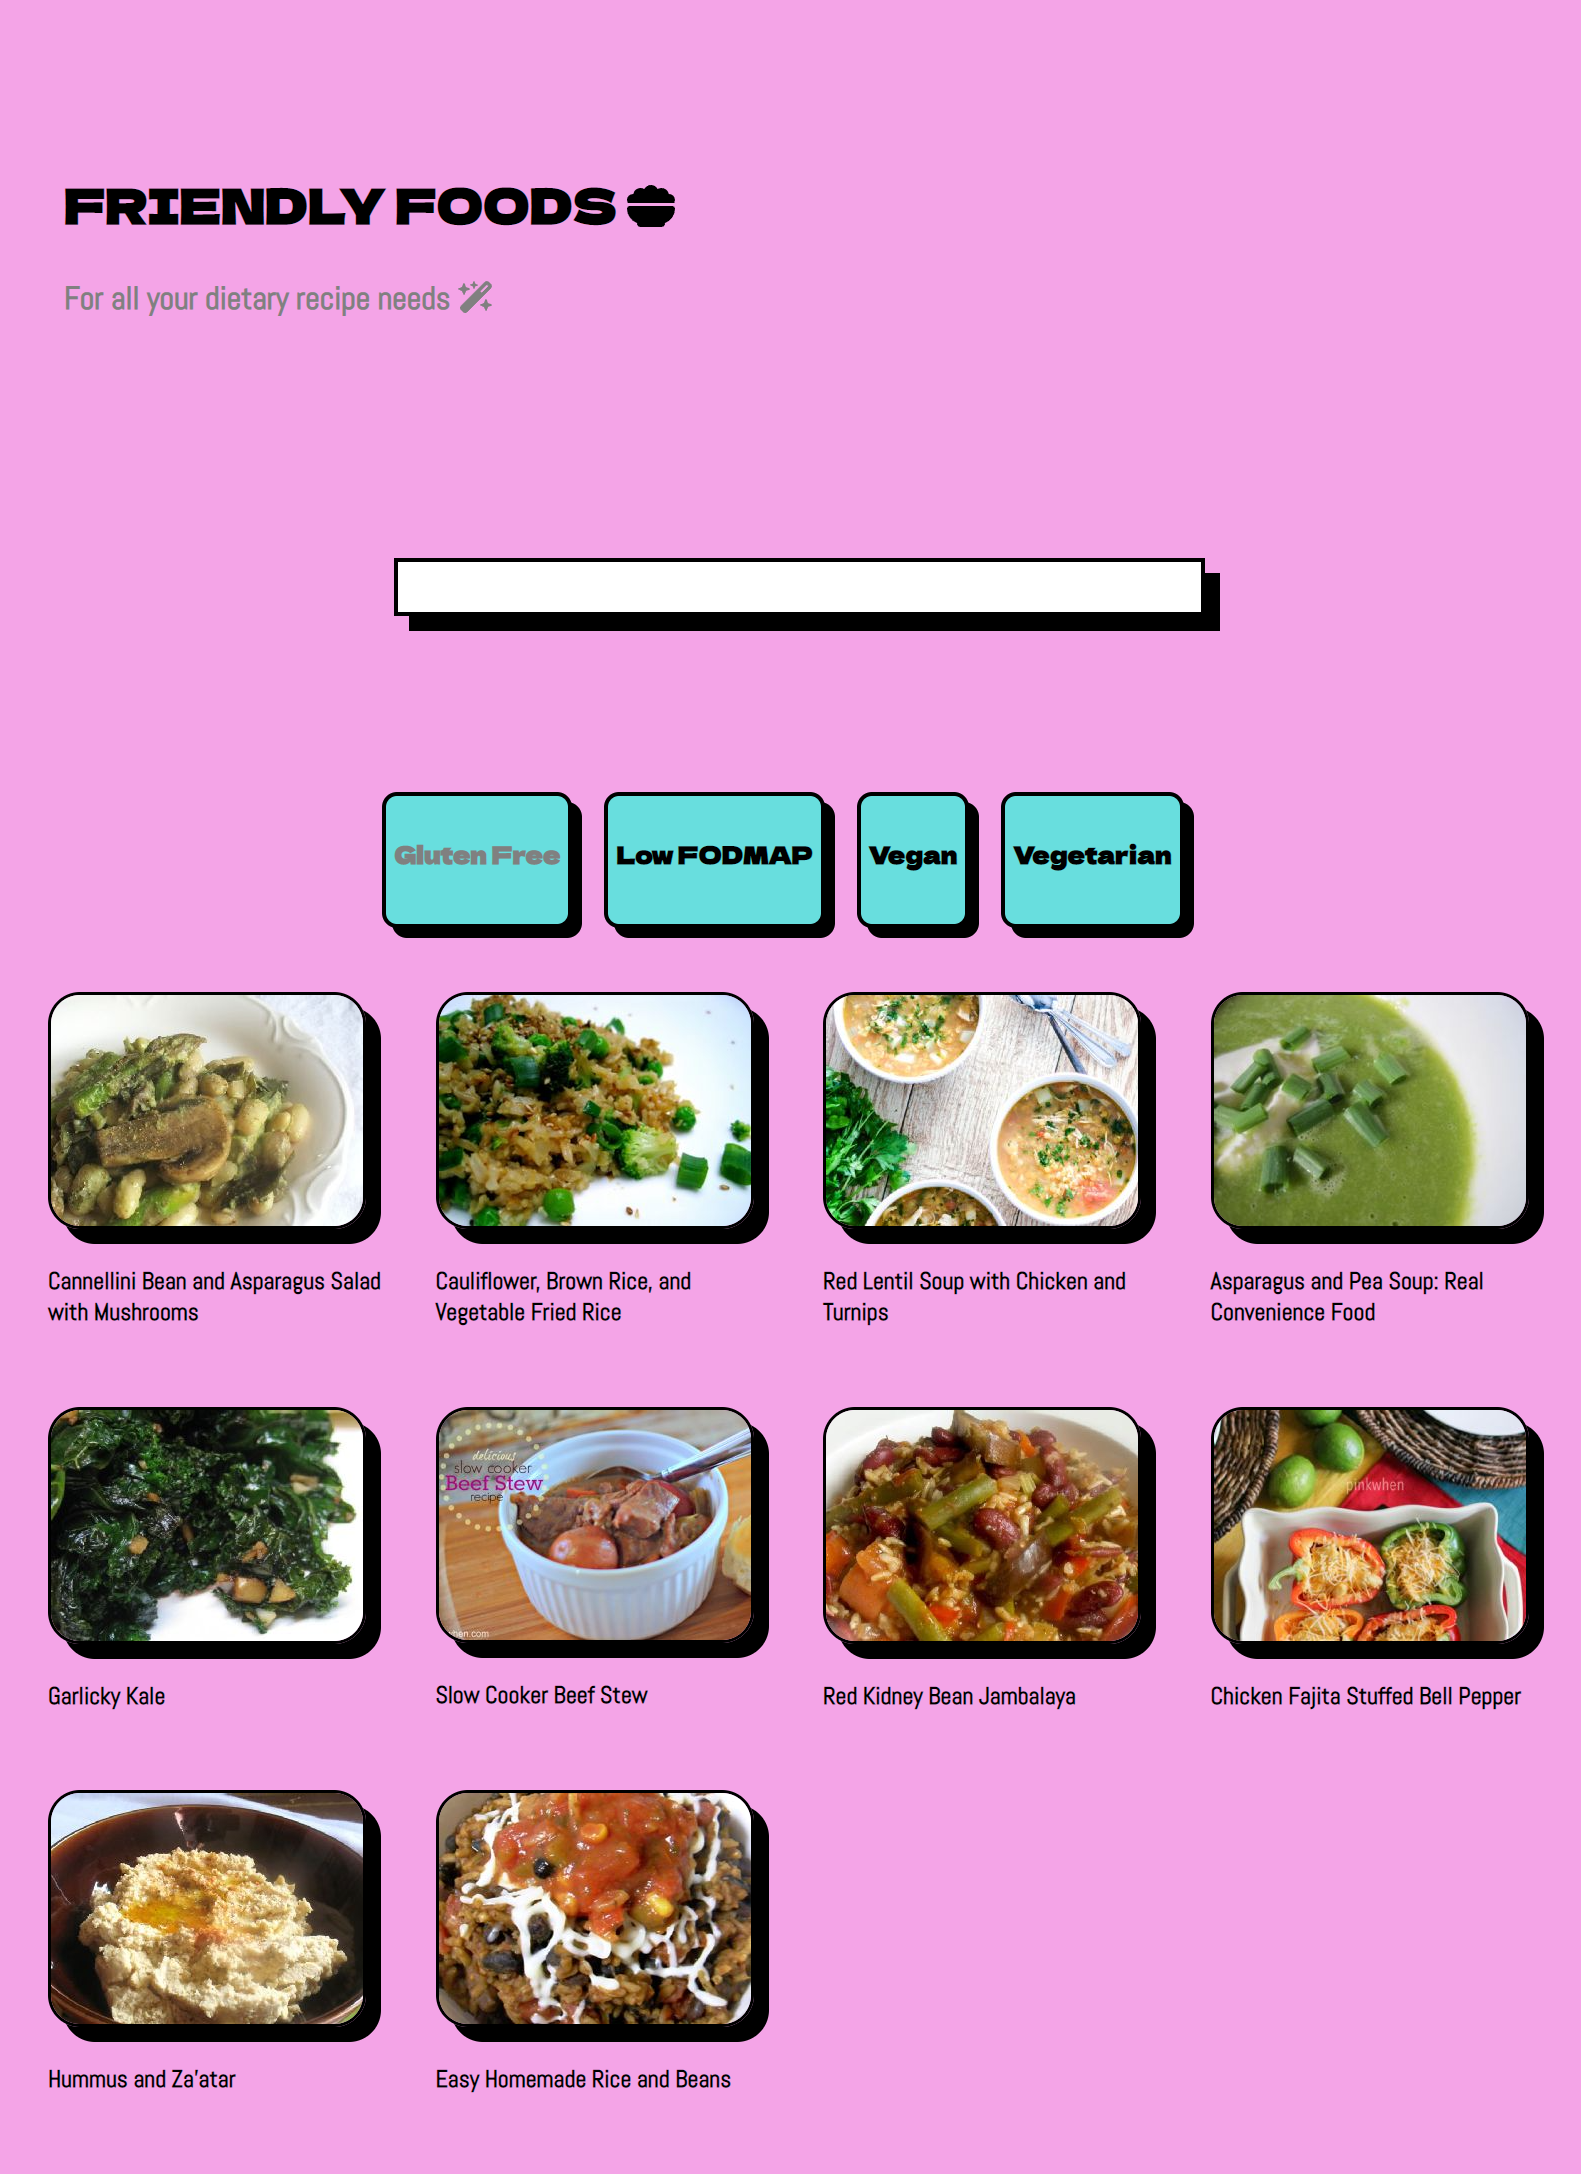 FRIENDLY FOODS
For all your dietary recipe needs
Gluten Free
Low FODMAP
Vegan
Vegetarian
Cannellini Bean and Asparagus Salad
with Mushrooms
Cauliflower, Brown Rice, and
Vegetable Fried Rice
Red Lentil Soup with Chicken and
Turnips
Asparagus and Pea Soup: Real
Convenience Food
delicious
slow cooker
Beef Stew
recipe
hen.com
pinkwhen
Garlicky Kale
Slow Cooker Beef Stew
Red Kidney Bean Jambalaya
Chicken Fajita Stuffed Bell Pepper
Hummus and Za'atar
Easy Homemade Rice and Beans